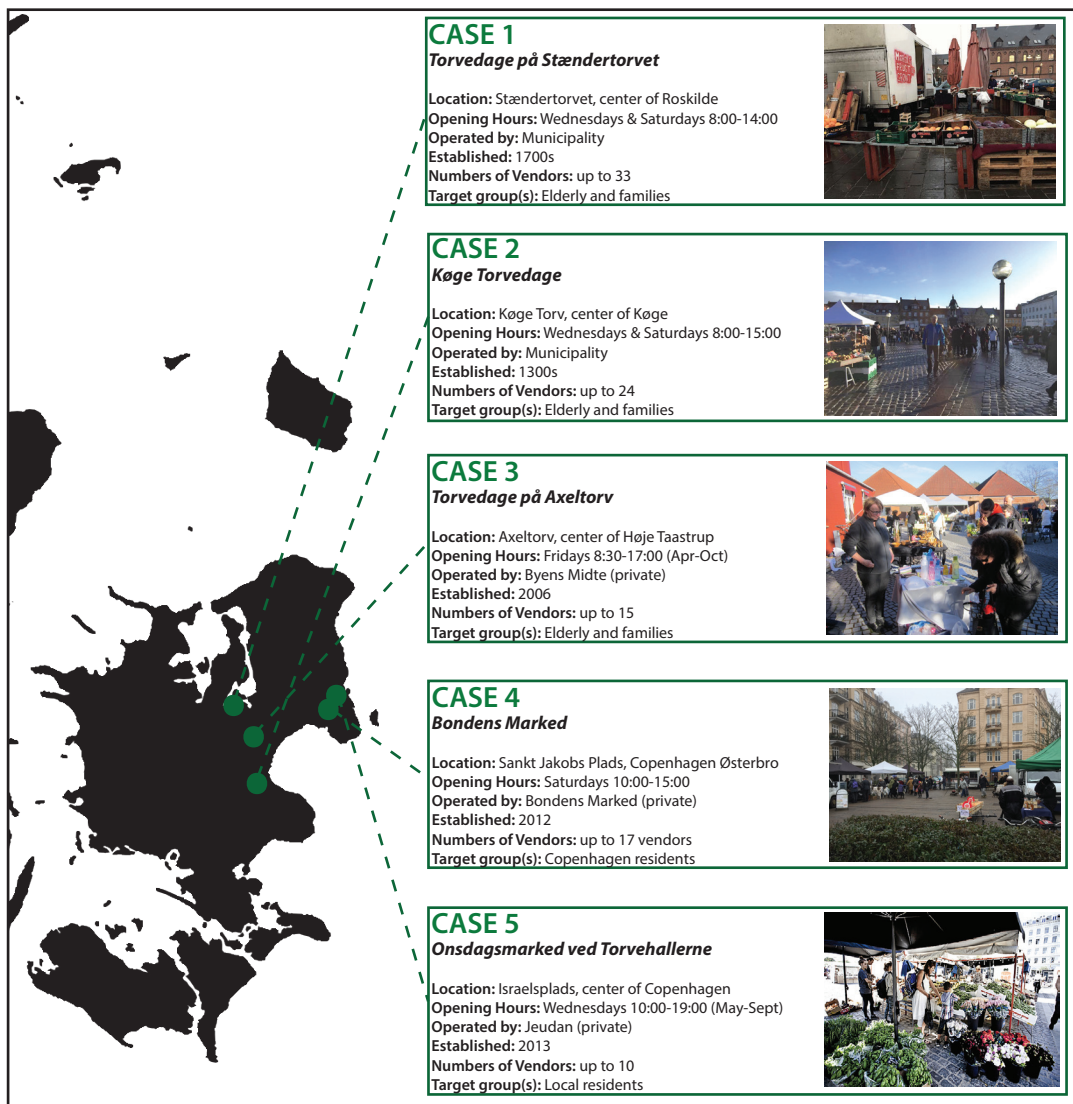 CASE 1
Torvedage på Stændertorvet
Location: Stændertorvet, center of Roskilde
Opening Hours: Wednesdays & Saturdays 8:00-14:00
Operated by: Municipality
Established: 1700s
Numbers of Vendors: up to 33
Target group(s): Elderly and families
CASE 2
Køge Torvedage
Location: Køge Torv, center of Køge
Opening Hours: Wednesdays & Saturdays 8:00-15:00
Operated by: Municipality
Established: 1300s
Numbers of Vendors: up to 24
Target group(s): Elderly and families
CASE 3
Torvedage på Axeltorv
Location: Axeltorv, center of Høje Taastrup
Opening Hours: Fridays 8:30-17:00 (Apr-Oct)
Operated by: Byens Midte (private)
Established: 2006
Numbers of Vendors: up to 15
Target group(s): Elderly and families
CASE 4
Bondens Marked
Location: Sankt Jakobs Plads, Copenhagen Østerbro
Opening Hours: Saturdays 10:00-15:00
Operated by: Bondens Marked (private)
Established: 2012
Numbers of Vendors: up to 17 vendors
Target group(s): Copenhagen residents
CASE 5
Onsdagsmarked ved Torvehallerne
Location: Israelsplads, center of Copenhagen
Opening Hours: Wednesdays 10:00-19:00 (May-Sept)
Operated by: Jeudan (private)
Established: 2013
Numbers of Vendors: up to 10
Target group(s): Local residents